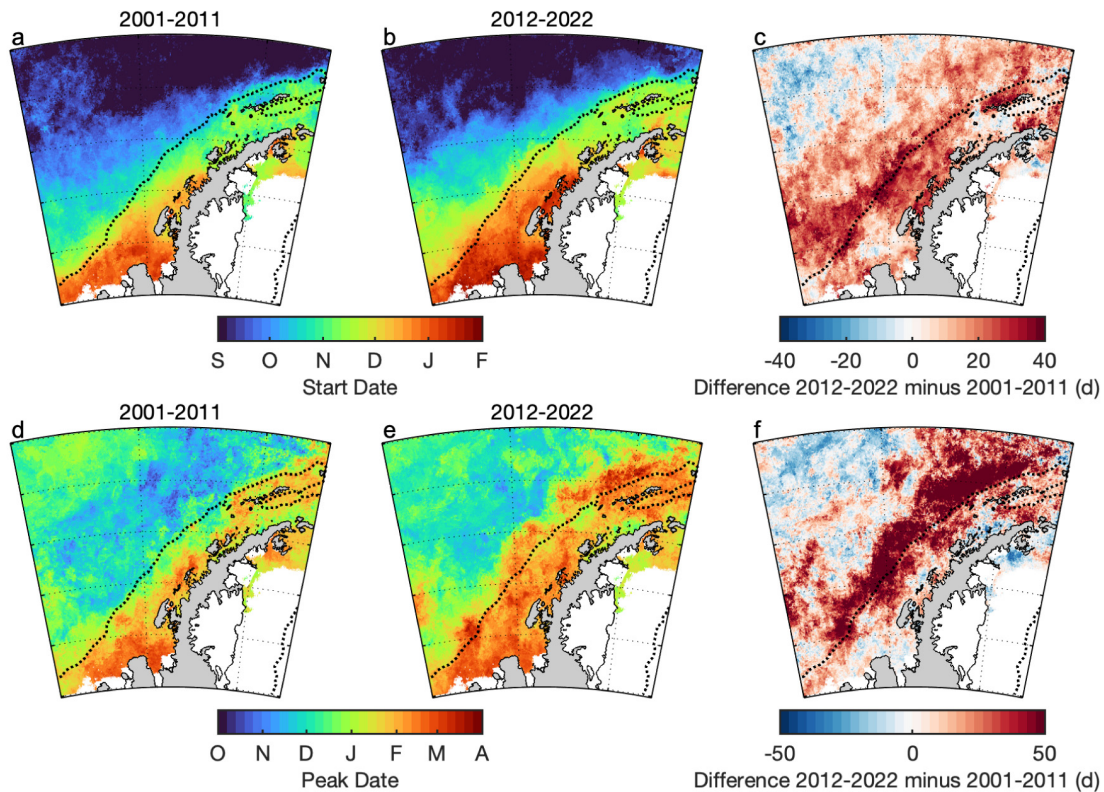 2001-2011
2012-2022
a
b
c
S O N D J F
Start Date
-40 -20 0 20 40
Difference 2012-2022 minus 2001-2011 (d)
2001-2011
2012-2022
d
e
f
O N D J F M A
Peak Date
-50 0 50
Difference 2012-2022 minus 2001-2011 (d)